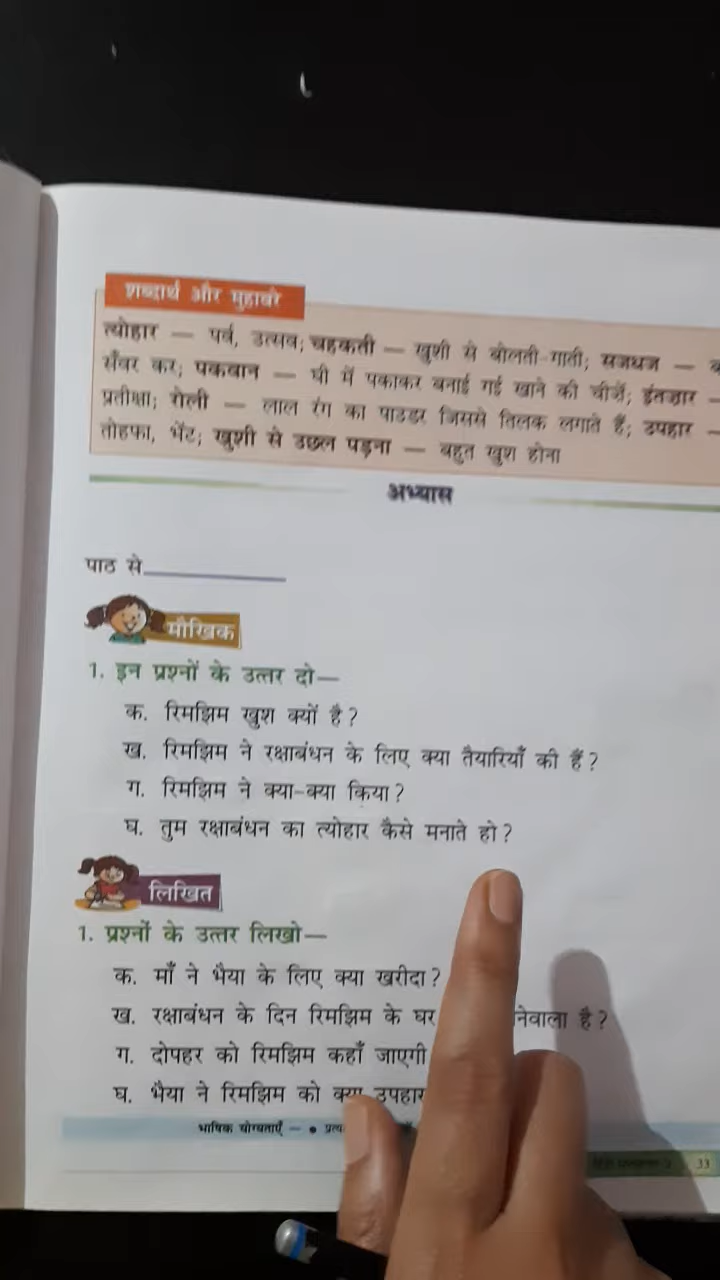 शब्दार्थ और मुहावरे
त्योहार — पर्व, उत्सव; चहकती — खुशी से बोलती-गाती; सजधज —
सँवर कर; पकवान — घी में पकाकर बनाई गई खाने की चीज़ें; इंतज़ार —
प्रतीक्षा; रोली — लाल रंग का पाउडर जिससे तिलक लगाते हैं; उपहार —
तोहफा, भेंट; खुशी से उछल पड़ना — बहुत खुश होना
अभ्यास
पाठ से
मौखिक
1. इन प्रश्नों के उत्तर दो—
क. रिमझिम खुश क्यों है?
ख. रिमझिम ने रक्षाबंधन के लिए क्या तैयारियाँ की हैं?
ग. रिमझिम ने क्या-क्या किया?
घ. तुम रक्षाबंधन का त्योहार कैसे मनाते हो?
लिखित
1. प्रश्नों के उत्तर लिखो—
क. माँ ने भैया के लिए क्या खरीदा?
ख. रक्षाबंधन के दिन रिमझिम के घर नेवाला है?
ग. दोपहर को रिमझिम कहाँ जाएगी
घ. भैया ने रिमझिम को क्या उपहार
भाषिक योग्यताएँ — •
33